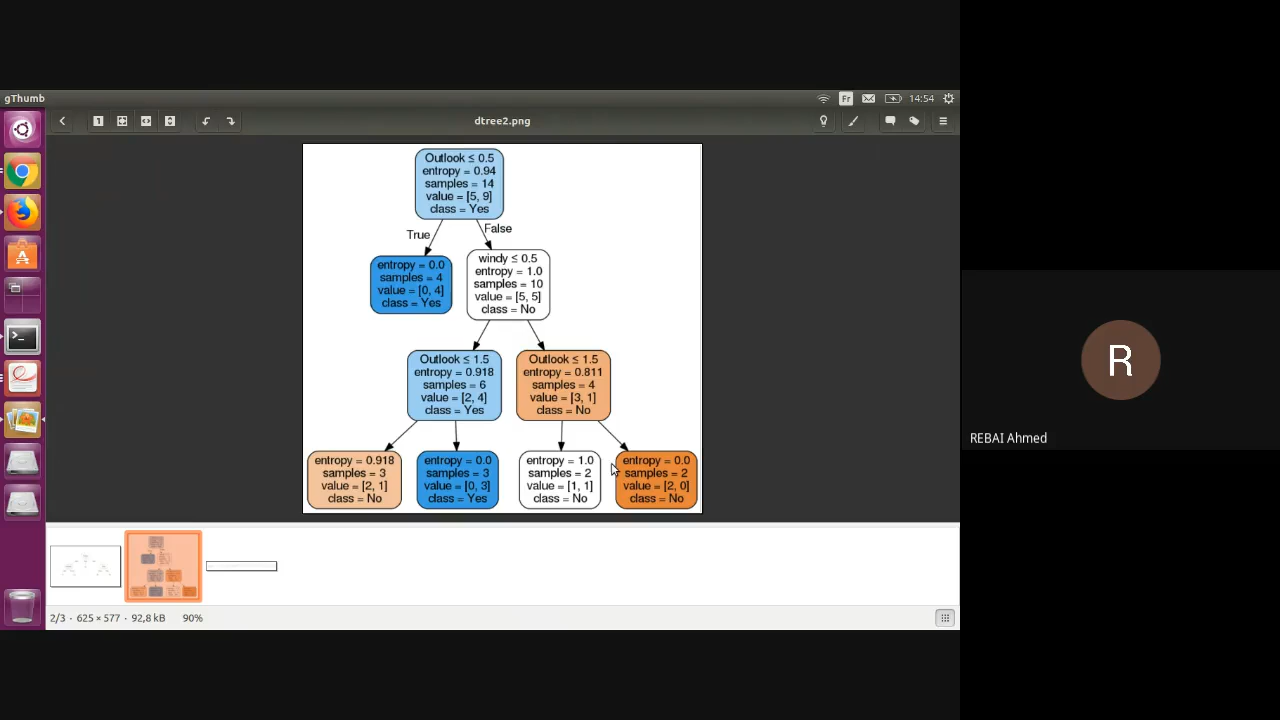 gThumb
Fr
14:54
1
dtree2.png
Outlook ≤ 0.5
entropy = 0.94
samples = 14
value = [5, 9]
class = Yes
True
False
entropy = 0.0
samples = 4
value = [0, 4]
class = Yes
windy ≤ 0.5
entropy = 1.0
samples = 10
value = [5, 5]
class = No
Outlook ≤ 1.5
entropy = 0.918
samples = 6
value = [2, 4]
class = Yes
Outlook ≤ 1.5
entropy = 0.811
samples = 4
value = [3, 1]
class = No
entropy = 0.918
samples = 3
value = [2, 1]
class = No
entropy = 0.0
samples = 3
value = [0, 3]
class = Yes
entropy = 1.0
samples = 2
value = [1, 1]
class = No
entropy = 0.0
samples = 2
value = [2, 0]
class = No
R
REBAI Ahmed
2/3 · 625 × 577 · 92,8 kB 90%